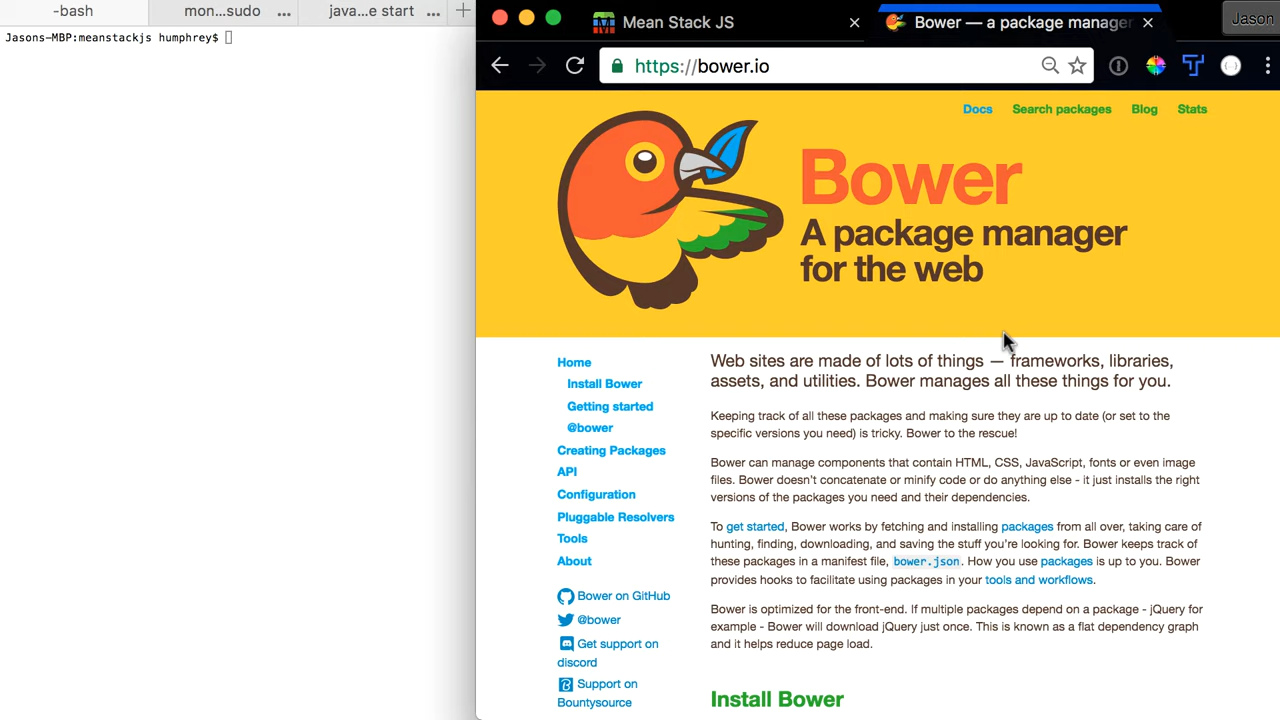 -bash
mon...sudo ...
java...e start ...
Jasons-MBP:meanstackjs humphrey$
Mean Stack JS
Bower — a package manager
Jason
https://bower.io
Docs
Search packages
Blog
Stats
Bower
A package manager
for the web
Home
Install Bower
Getting started
@bower
Creating Packages
API
Configuration
Pluggable Resolvers
Tools
About
Bower on GitHub
@bower
Get support on
discord
Support on
Bountysource
Web sites are made of lots of things — frameworks, libraries,
assets, and utilities. Bower manages all these things for you.
Keeping track of all these packages and making sure they are up to date (or set to the
specific versions you need) is tricky. Bower to the rescue!
Bower can manage components that contain HTML, CSS, JavaScript, fonts or even image
files. Bower doesn't concatenate or minify code or do anything else - it just installs the right
versions of the packages you need and their dependencies.
To get started, Bower works by fetching and installing packages from all over, taking care of
hunting, finding, downloading, and saving the stuff you're looking for. Bower keeps track of
these packages in a manifest file, bower.json. How you use packages is up to you. Bower
provides hooks to facilitate using packages in your tools and workflows.
Bower is optimized for the front-end. If multiple packages depend on a package - jQuery for
example - Bower will download jQuery just once. This is known as a flat dependency graph
and it helps reduce page load.
Install Bower